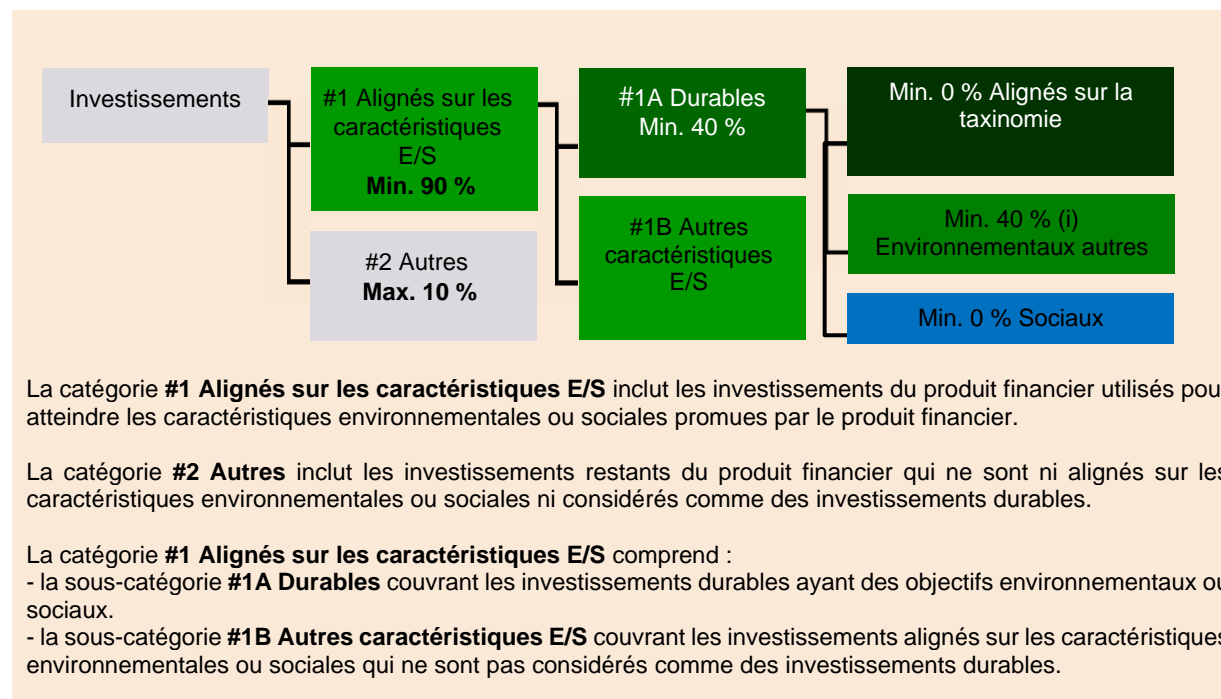 Investissements
#1 Alignés sur les
caractéristiques
E/S
Min. 90 %
#2 Autres
Max. 10 %
#1A Durables
Min. 40 %
#1B Autres
caractéristiques
E/S
Min. 0 % Alignés sur la
taxinomie
Min. 40 % (i)
Environnementaux autres
Min. 0 % Sociaux
La catégorie #1 Alignés sur les caractéristiques E/S inclut les investissements du produit financier utilisés pou
atteindre les caractéristiques environnementales ou sociales promues par le produit financier.
La catégorie #2 Autres inclut les investissements restants du produit financier qui ne sont ni alignés sur les
caractéristiques environnementales ou sociales ni considérés comme des investissements durables.
La catégorie #1 Alignés sur les caractéristiques E/S comprend :
- la sous-catégorie #1A Durables couvrant les investissements durables ayant des objectifs environnementaux ou
sociaux.
- la sous-catégorie #1B Autres caractéristiques E/S couvrant les investissements alignés sur les caractéristiques
environnementales ou sociales qui ne sont pas considérés comme des investissements durables.